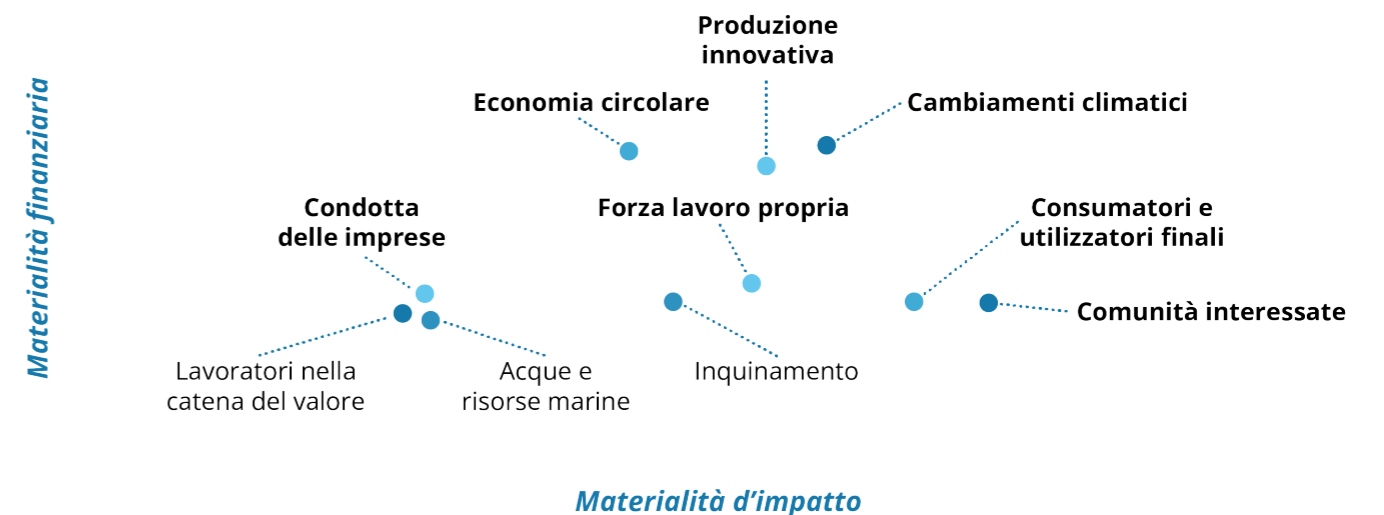 Produzione
innovativa
Economia circolare
Cambiamenti climatici
Materialità finanziaria
Condotta
delle imprese
Forza lavoro propria
Consumatori e
utilizzatori finali
Comunità interessate
Lavoratori nella
catena del valore
Acque e
risorse marine
Inquinamento
Materialità d’impatto